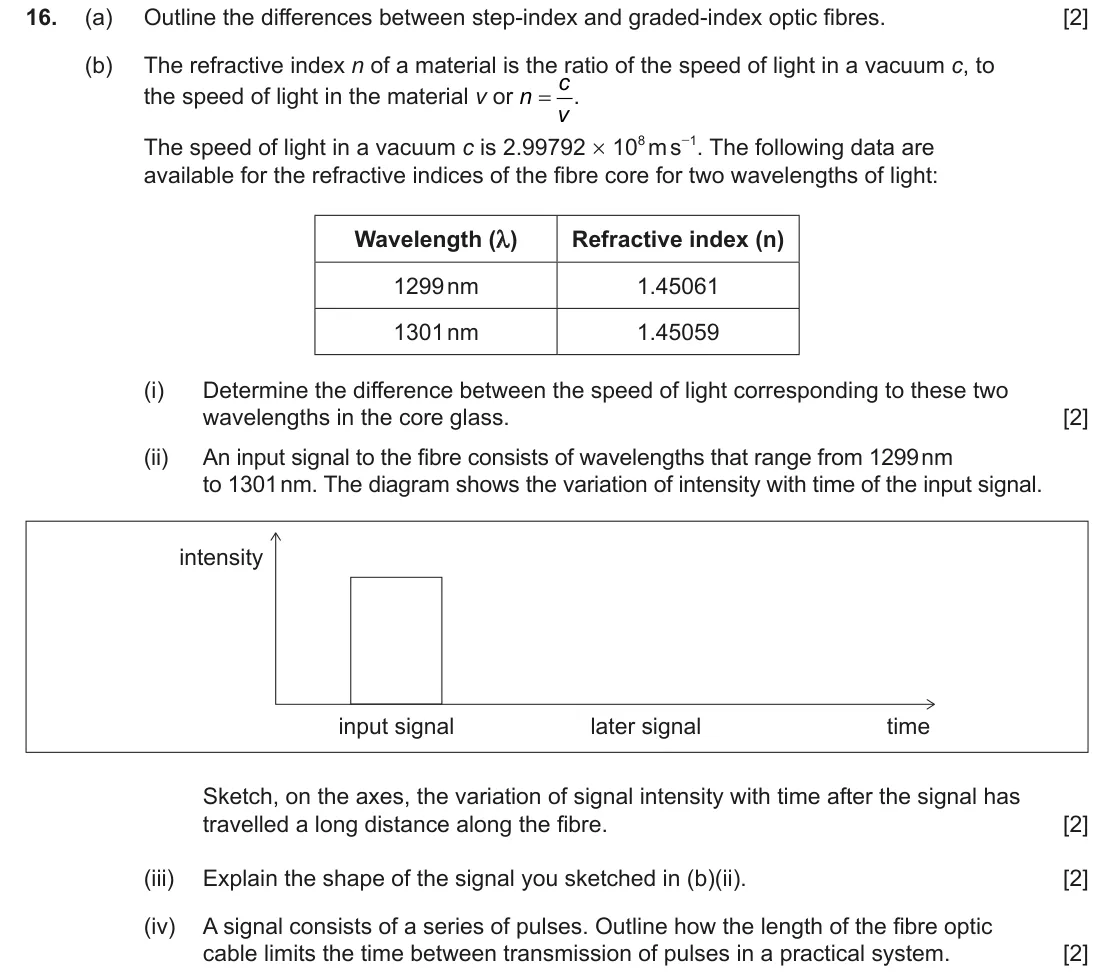 16. (a) Outline the differences between step-index and graded-index optic fibres. [2]
(b) The refractive index n of a material is the ratio of the speed of light in a vacuum c, to
the speed of light in the material v or n = c/v.
The speed of light in a vacuum c is 2.99792 × 10⁸ m s⁻¹. The following data are
available for the refractive indices of the fibre core for two wavelengths of light:
Wavelength (λ) Refractive index (n)
1299 nm 1.45061
1301 nm 1.45059
(i) Determine the difference between the speed of light corresponding to these two
wavelengths in the core glass. [2]
(ii) An input signal to the fibre consists of wavelengths that range from 1299 nm
to 1301 nm. The diagram shows the variation of intensity with time of the input signal.
intensity
input signal later signal time
Sketch, on the axes, the variation of signal intensity with time after the signal has
travelled a long distance along the fibre. [2]
(iii) Explain the shape of the signal you sketched in (b)(ii). [2]
(iv) A signal consists of a series of pulses. Outline how the length of the fibre optic
cable limits the time between transmission of pulses in a practical system. [2]